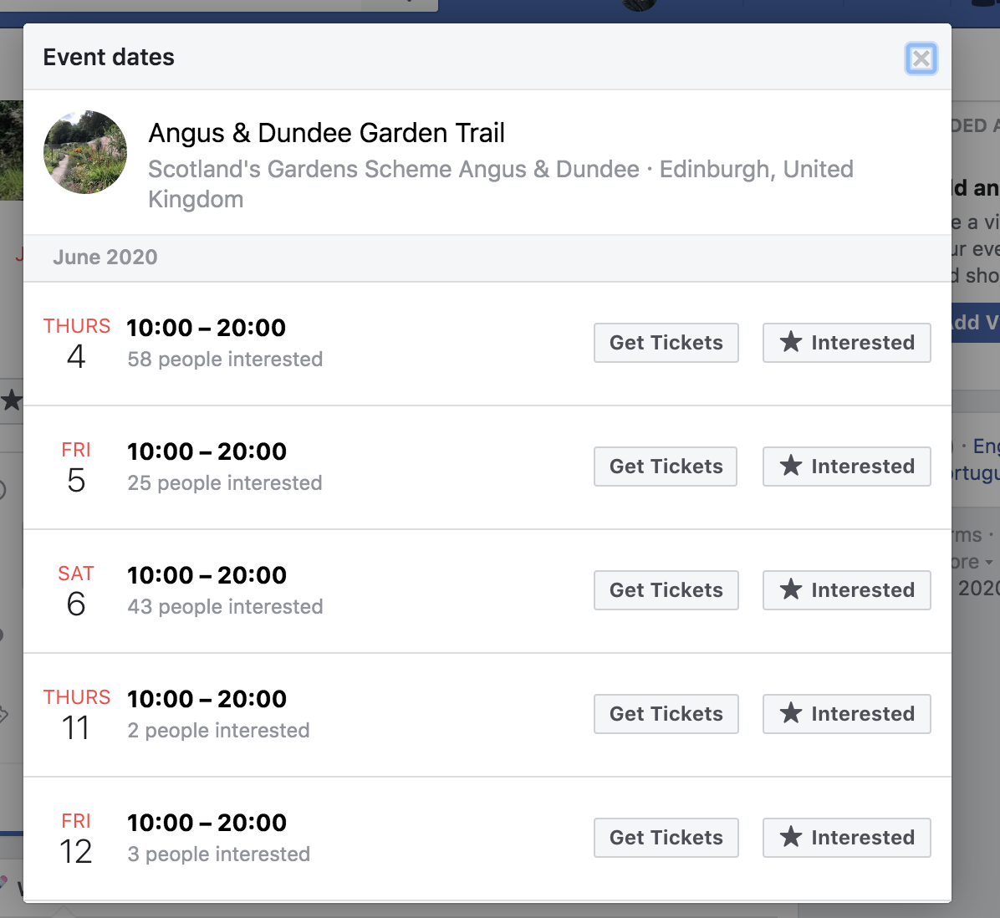 Event dates
Angus & Dundee Garden Trail
Scotland's Gardens Scheme Angus & Dundee · Edinburgh, United
Kingdom
June 2020
THURS
4
10:00 – 20:00
58 people interested
Get Tickets
Interested
FRI
5
10:00 – 20:00
25 people interested
Get Tickets
Interested
SAT
6
10:00 – 20:00
43 people interested
Get Tickets
Interested
THURS
11
10:00 – 20:00
2 people interested
Get Tickets
Interested
FRI
12
10:00 – 20:00
3 people interested
Get Tickets
Interested
2020